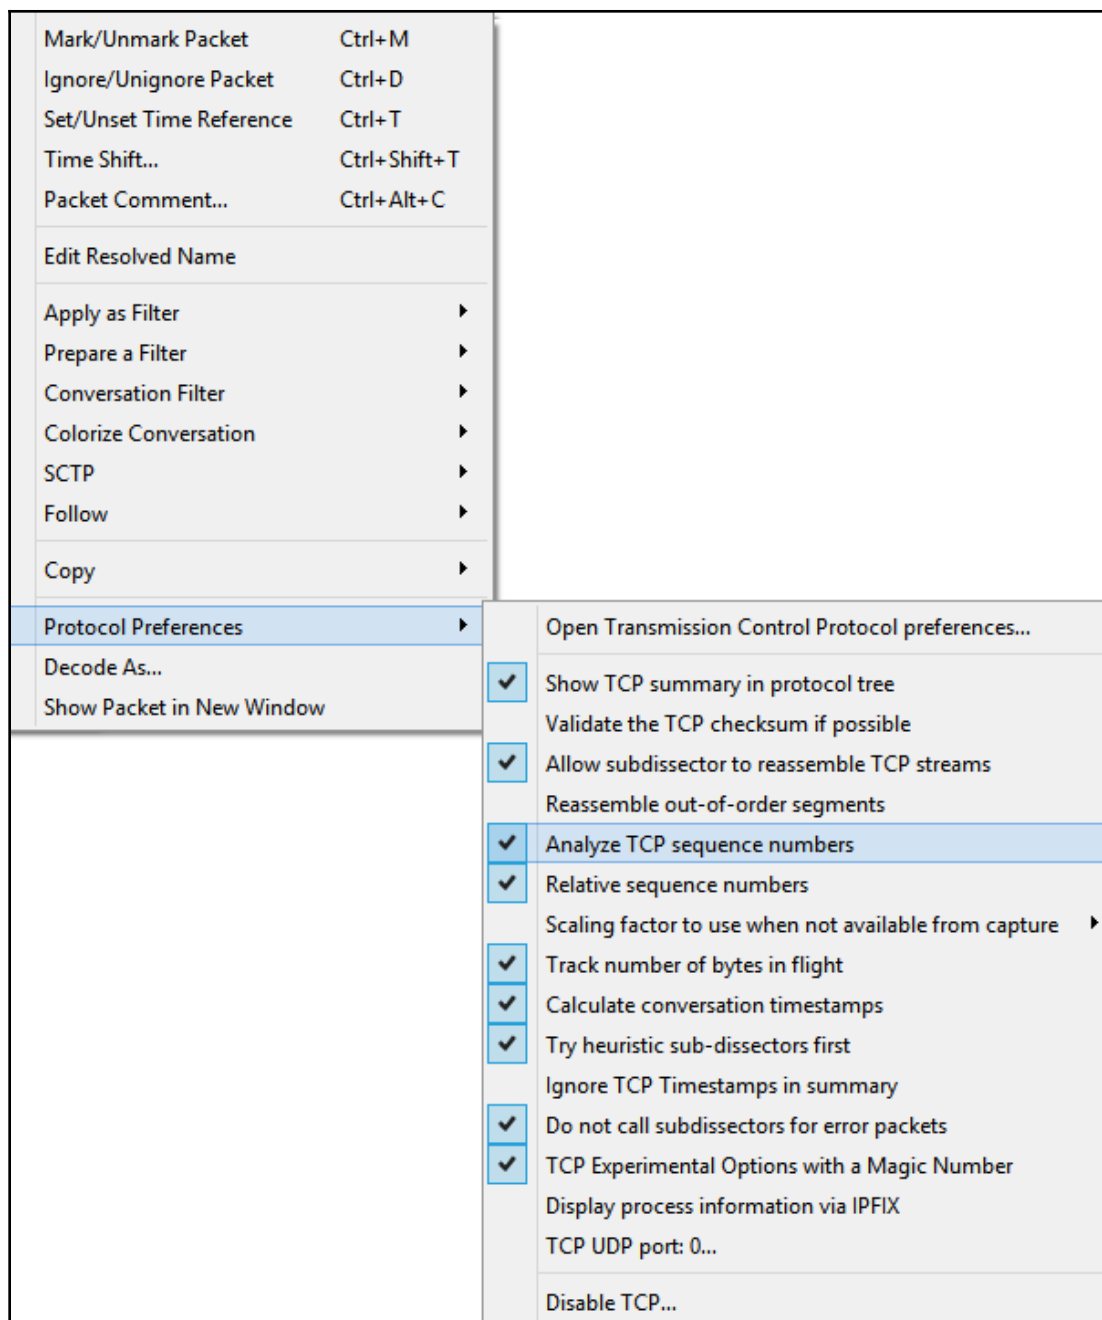 Mark/Unmark Packet Ctrl+M
Ignore/Unignore Packet Ctrl+D
Set/Unset Time Reference Ctrl+T
Time Shift... Ctrl+Shift+T
Packet Comment... Ctrl+Alt+C
Edit Resolved Name
Apply as Filter
Prepare a Filter
Conversation Filter
Colorize Conversation
SCTP
Follow
Copy
Protocol Preferences
Decode As...
Show Packet in New Window
Open Transmission Control Protocol preferences...
Show TCP summary in protocol tree
Validate the TCP checksum if possible
Allow subdissector to reassemble TCP streams
Reassemble out-of-order segments
Analyze TCP sequence numbers
Relative sequence numbers
Scaling factor to use when not available from capture
Track number of bytes in flight
Calculate conversation timestamps
Try heuristic sub-dissectors first
Ignore TCP Timestamps in summary
Do not call subdissectors for error packets
TCP Experimental Options with a Magic Number
Display process information via IPFIX
TCP UDP port: 0...
Disable TCP...